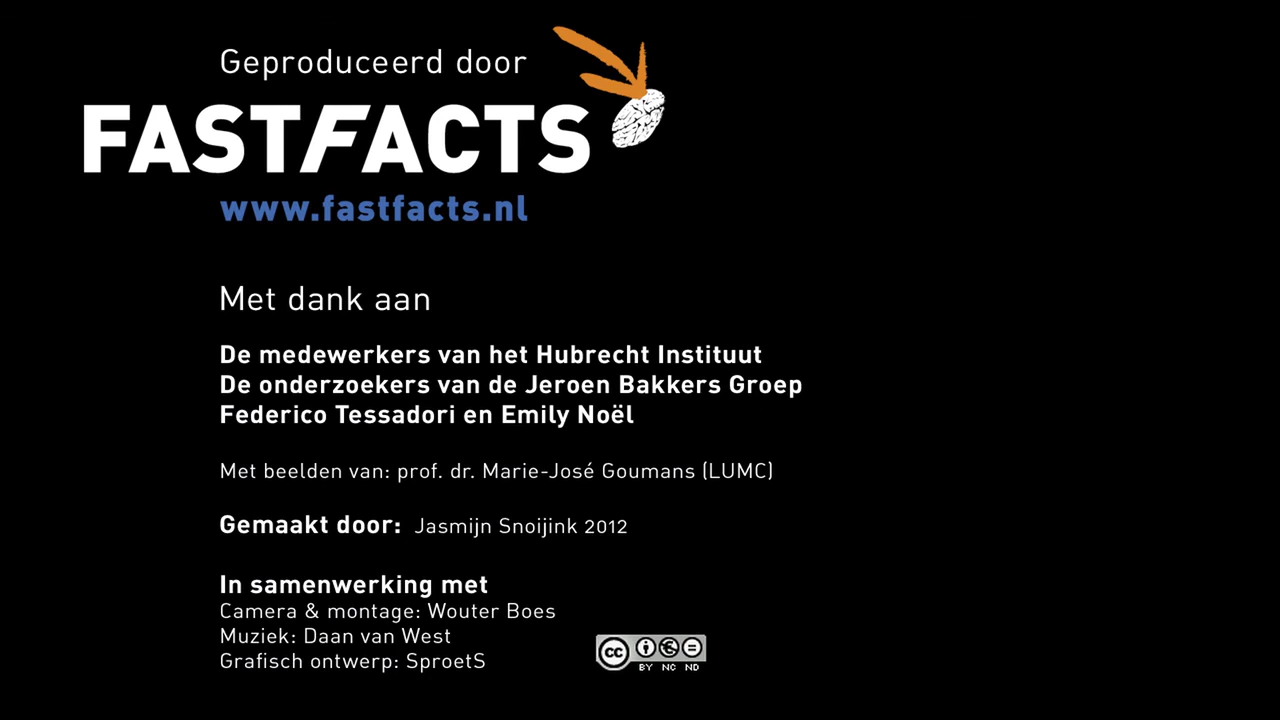 Geproduceerd door
FASTFACTS
www.fastfacts.nl
Met dank aan
De medewerkers van het Hubrecht Instituut
De onderzoekers van de Jeroen Bakkers Groep
Federico Tessadori en Emily Noël
Met beelden van: prof. dr. Marie-José Goumans (LUMC)
Gemaakt door: Jasmijn Snoijink 2012
In samenwerking met
Camera & montage: Wouter Boes
Muziek: Daan van West
Grafisch ontwerp: SproetS
cc BY NC ND